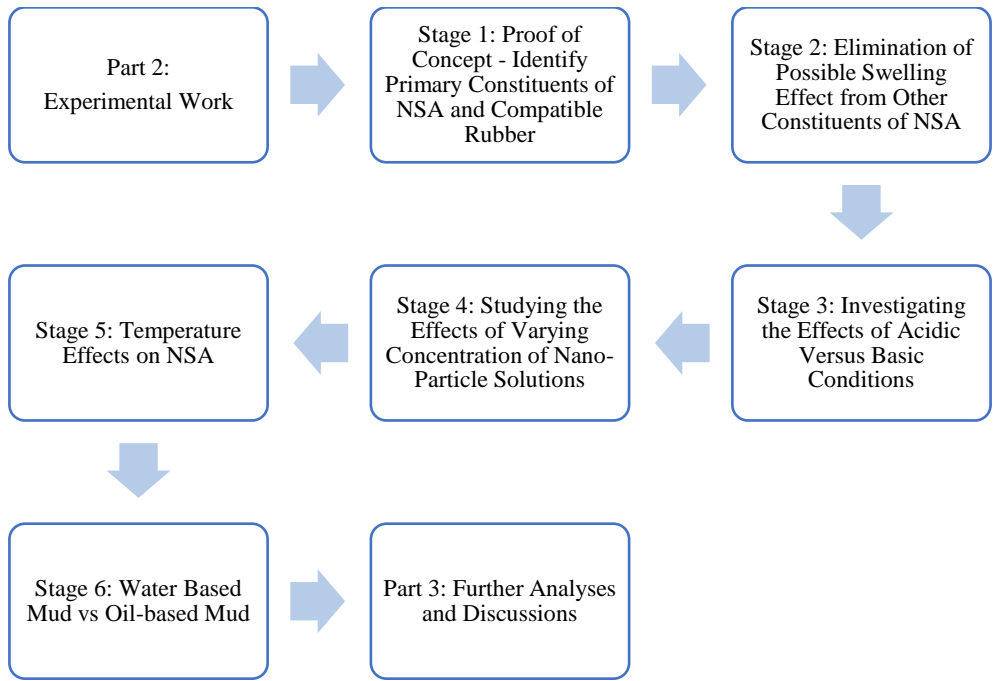 Part 2:
Experimental Work
Stage 1: Proof of
Concept - Identify
Primary Constituents of
NSA and Compatible
Rubber
Stage 2: Elimination of
Possible Swelling
Effect from Other
Constituents of NSA
Stage 3: Investigating
the Effects of Acidic
Versus Basic
Conditions
Stage 4: Studying the
Effects of Varying
Concentration of Nano-
Particle Solutions
Stage 5: Temperature
Effects on NSA
Stage 6: Water Based
Mud vs Oil-based Mud
Part 3: Further Analyses
and Discussions